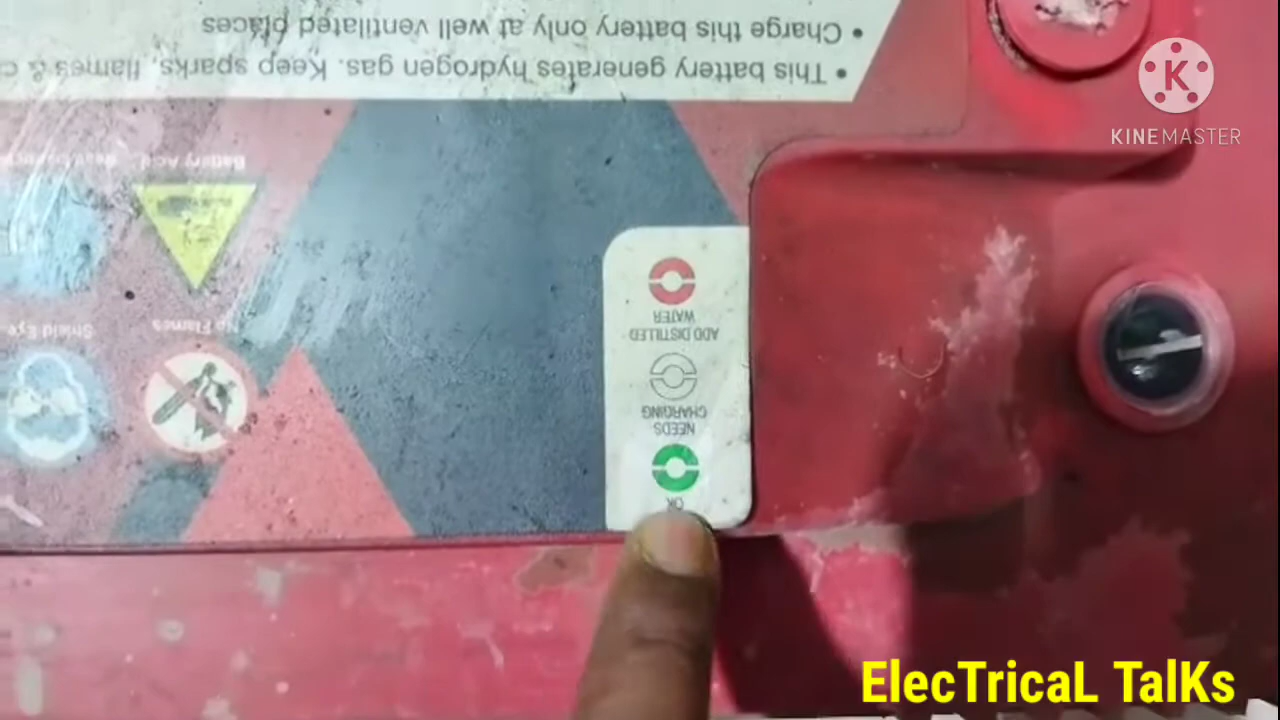 • Charge this battery only at well ventilated places
• This battery generates hydrogen gas. Keep sparks, flames &
K
KINEMASTER
Battery Acid
No Flames
Shield Eye
OK
NEEDS
CHARGING
ADD DISTILLED
WATER
ElecTricaL TalKs